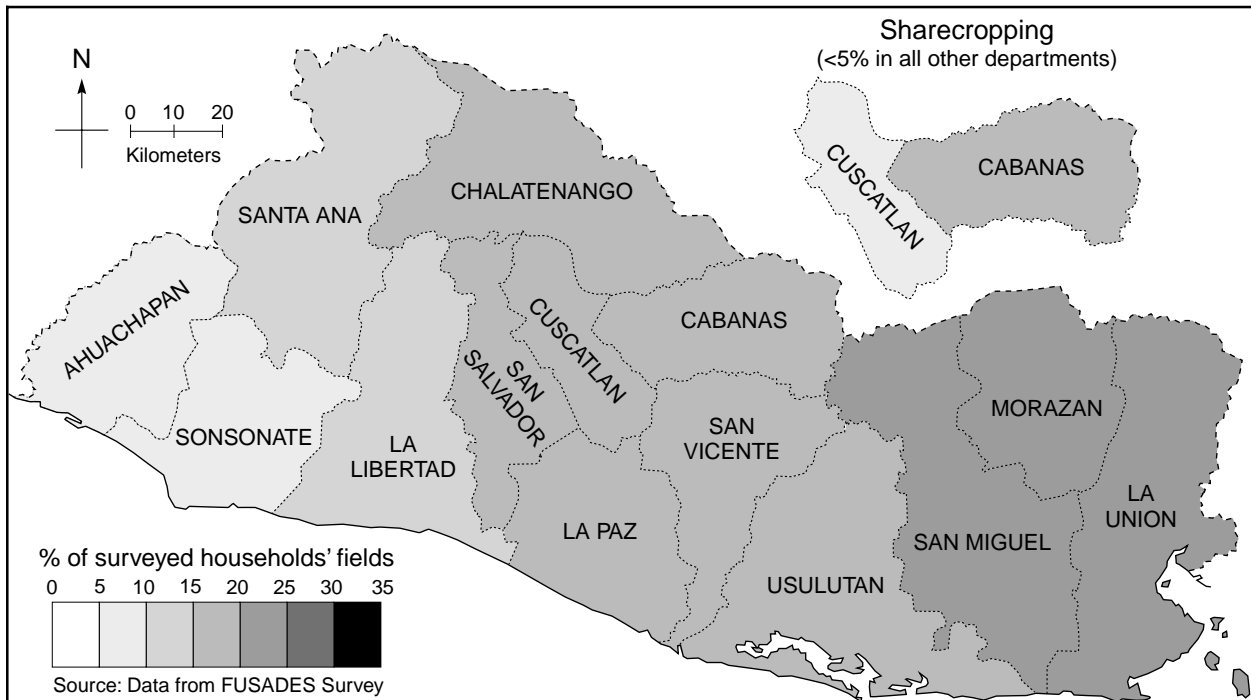 Sharecropping
(<5% in all other departments)
N
0 10 20
Kilometers
CUSCATLAN
CABANAS
CHALATENANGO
SANTA ANA
AHUACHAPAN
CUSCATLAN
CABANAS
SAN
SALVADOR
MORAZAN
SONSONATE
LA
LIBERTAD
SAN
VICENTE
LA
UNION
LA PAZ
SAN MIGUEL
USULUTAN
% of surveyed households’ fields
0 5 10 15 20 25 30 35
Source: Data from FUSADES Survey